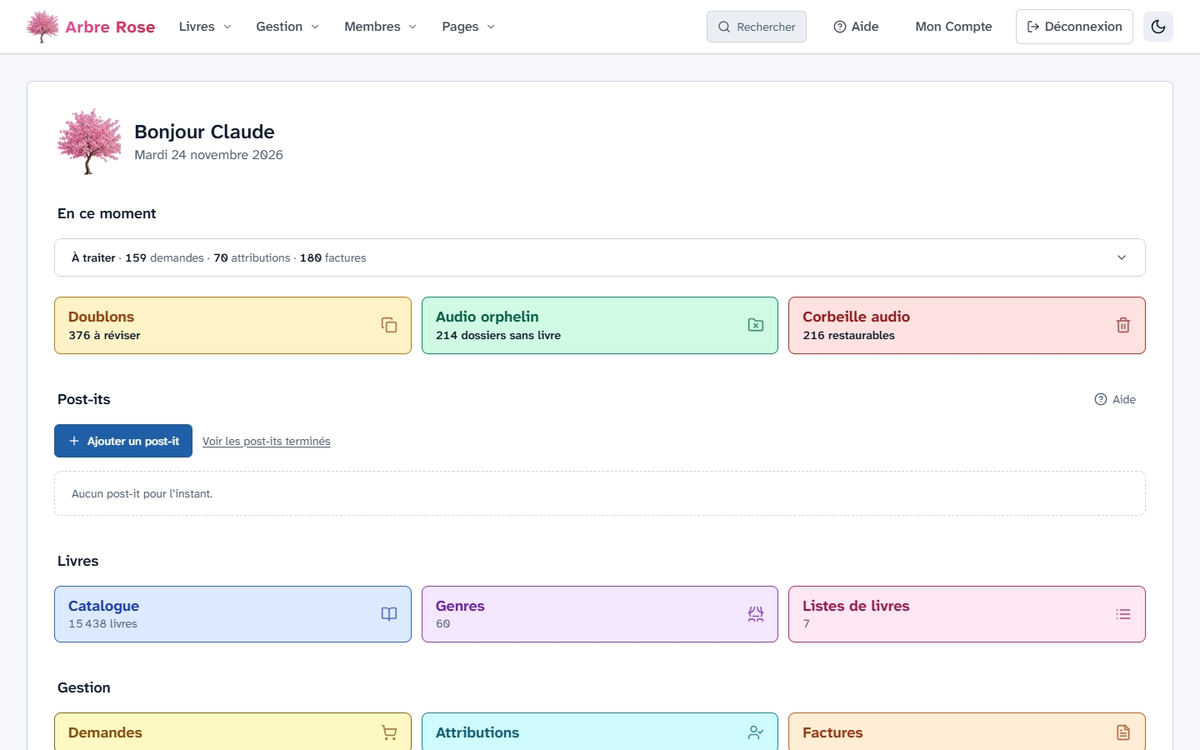 Arbre Rose Livres Gestion Membres Pages Rechercher Aide Mon Compte Déconnexion
Bonjour Claude
Mardi 24 novembre 2026
En ce moment
À traiter · 159 demandes · 70 attributions · 180 factures
Doublons
376 à réviser
Audio orphelin
214 dossiers sans livre
Corbeille audio
216 restaurables
Post-its
Aide
Ajouter un post-it Voir les post-its terminés
Aucun post-it pour l'instant.
Livres
Catalogue
15 438 livres
Genres
60
Listes de livres
7
Gestion
Demandes
Attributions
Factures